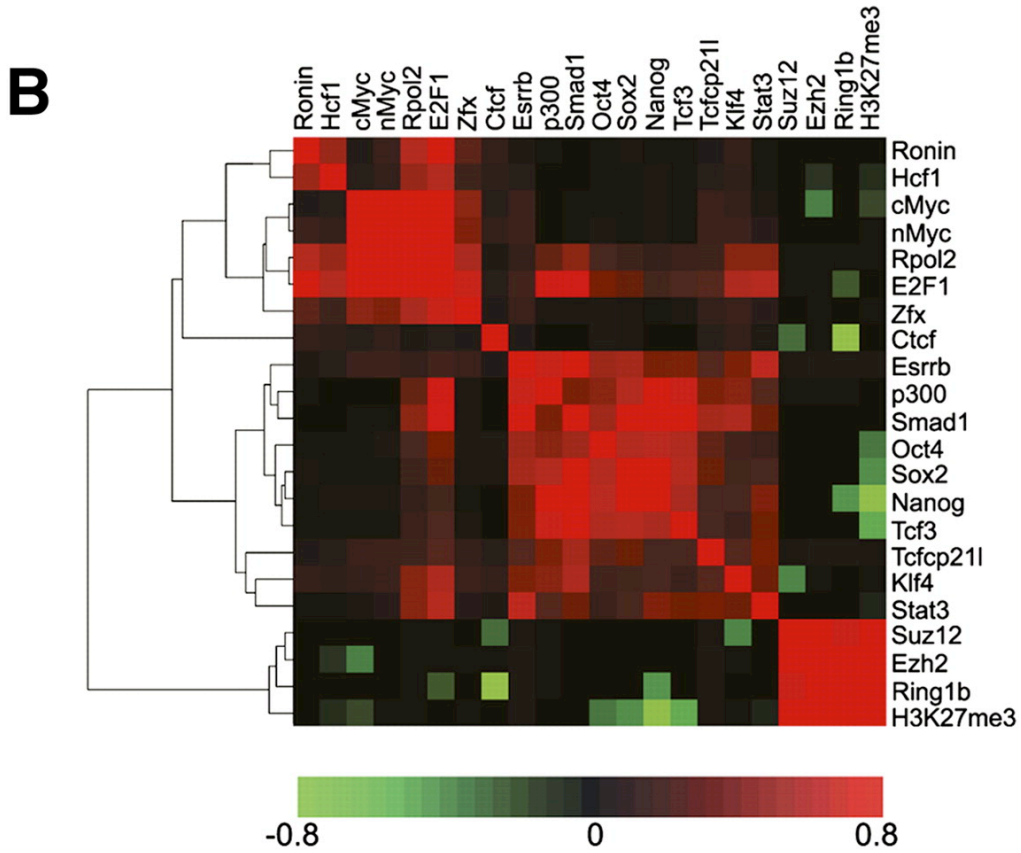 B
Ronin
Hcf1
cMyc
nMyc
Rpol2
E2F1
Zfx
Ctcf
Esrrb
p300
Smad1
Oct4
Sox2
Nanog
Tcf3
Tcfcp21l
Klf4
Stat3
Suz12
Ezh2
Ring1b
H3K27me3
Ronin
Hcf1
cMyc
nMyc
Rpol2
E2F1
Zfx
Ctcf
Esrrb
p300
Smad1
Oct4
Sox2
Nanog
Tcf3
Tcfcp21l
Klf4
Stat3
Suz12
Ezh2
Ring1b
H3K27me3
-0.8 0 0.8